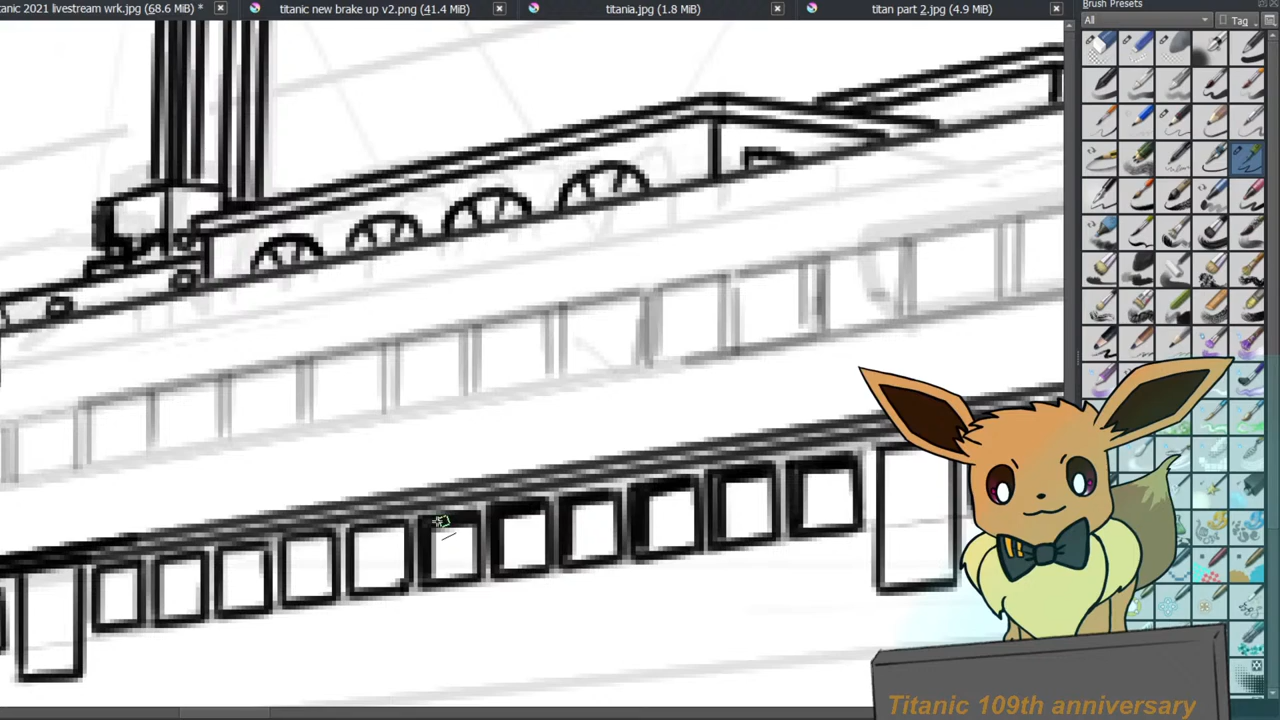 tanic 2021 livestream wrk.jpg (68.6 MiB) *
titanic new brake up v2.png (41.4 MiB)
titania.jpg (1.8 MiB)
titan part 2.jpg (4.9 MiB)
Brush Presets
All
Tag
Titanic 109th anniversary